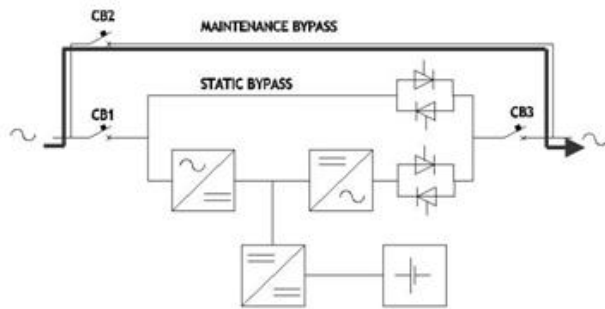 CB2
MAINTENANCE BYPASS
STATIC BYPASS
CB1
CB3